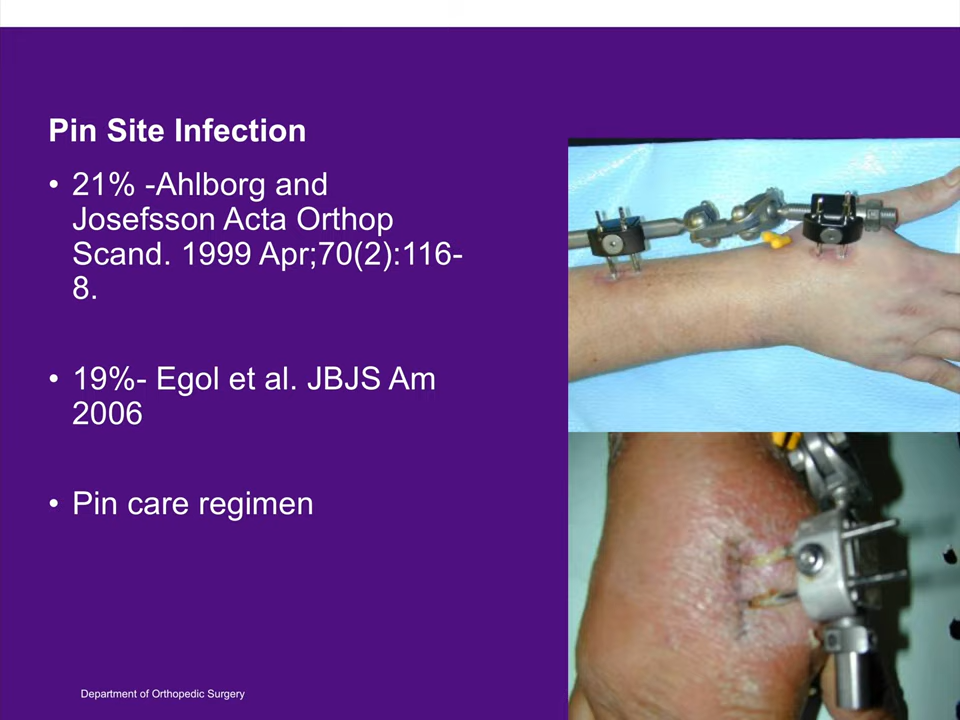 Pin Site Infection
• 21% -Ahlborg and
Josefsson Acta Orthop
Scand. 1999 Apr;70(2):116-
8.
• 19%- Egol et al. JBJS Am
2006
• Pin care regimen
Department of Orthopedic Surgery